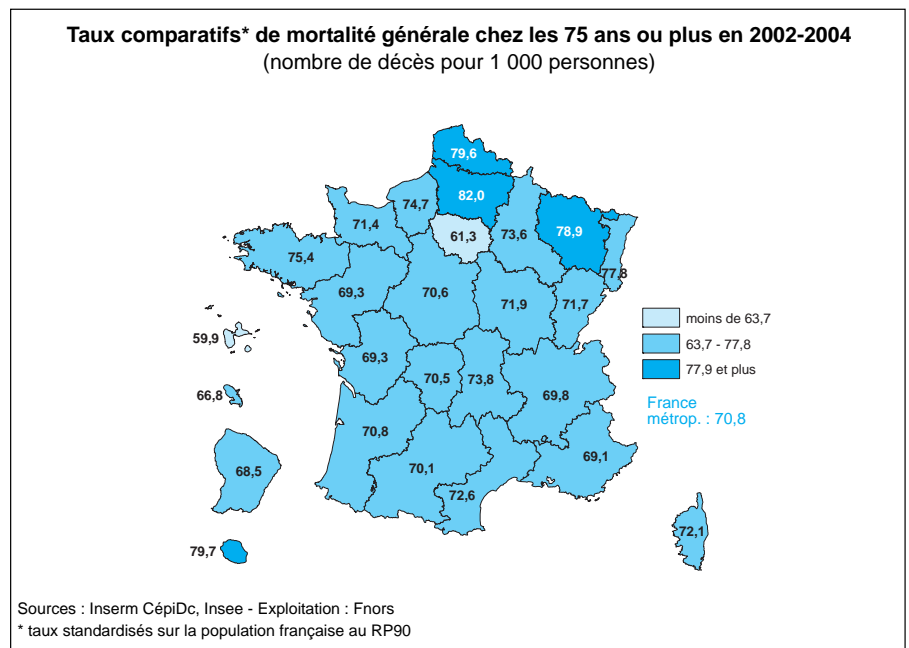 Taux comparatifs* de mortalité générale chez les 75 ans ou plus en 2002-2004
(nombre de décès pour 1 000 personnes)
79,6
82,0
74,7
71,4
61,3
73,6
78,9
77,8
75,4
69,3
70,6
71,9
71,7
59,9
69,3
70,5
73,8
69,8
66,8
70,8
70,1
69,1
68,5
72,6
72,1
79,7
moins de 63,7
63,7 - 77,8
77,9 et plus
France
métrop. : 70,8
Sources : Inserm CépiDc, Insee - Exploitation : Fnors
* taux standardisés sur la population française au RP90